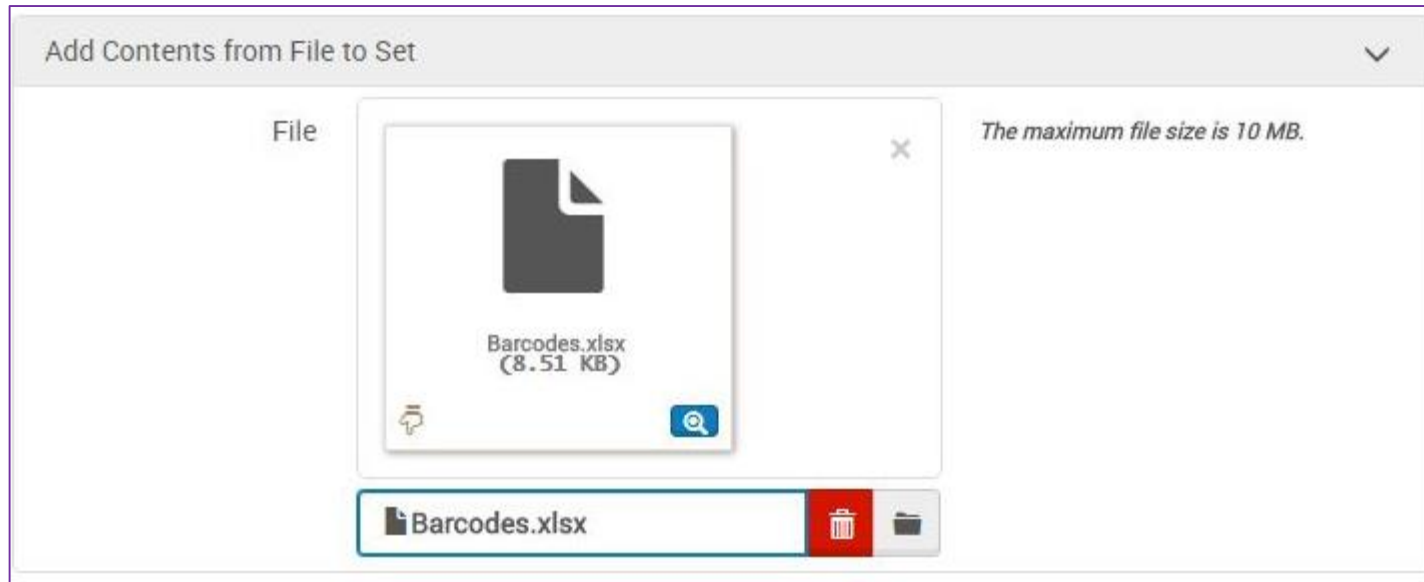 Add Contents from File to Set
File
The maximum file size is 10 MB.
Barcodes.xlsx
(8.51 KB)
Barcodes.xlsx